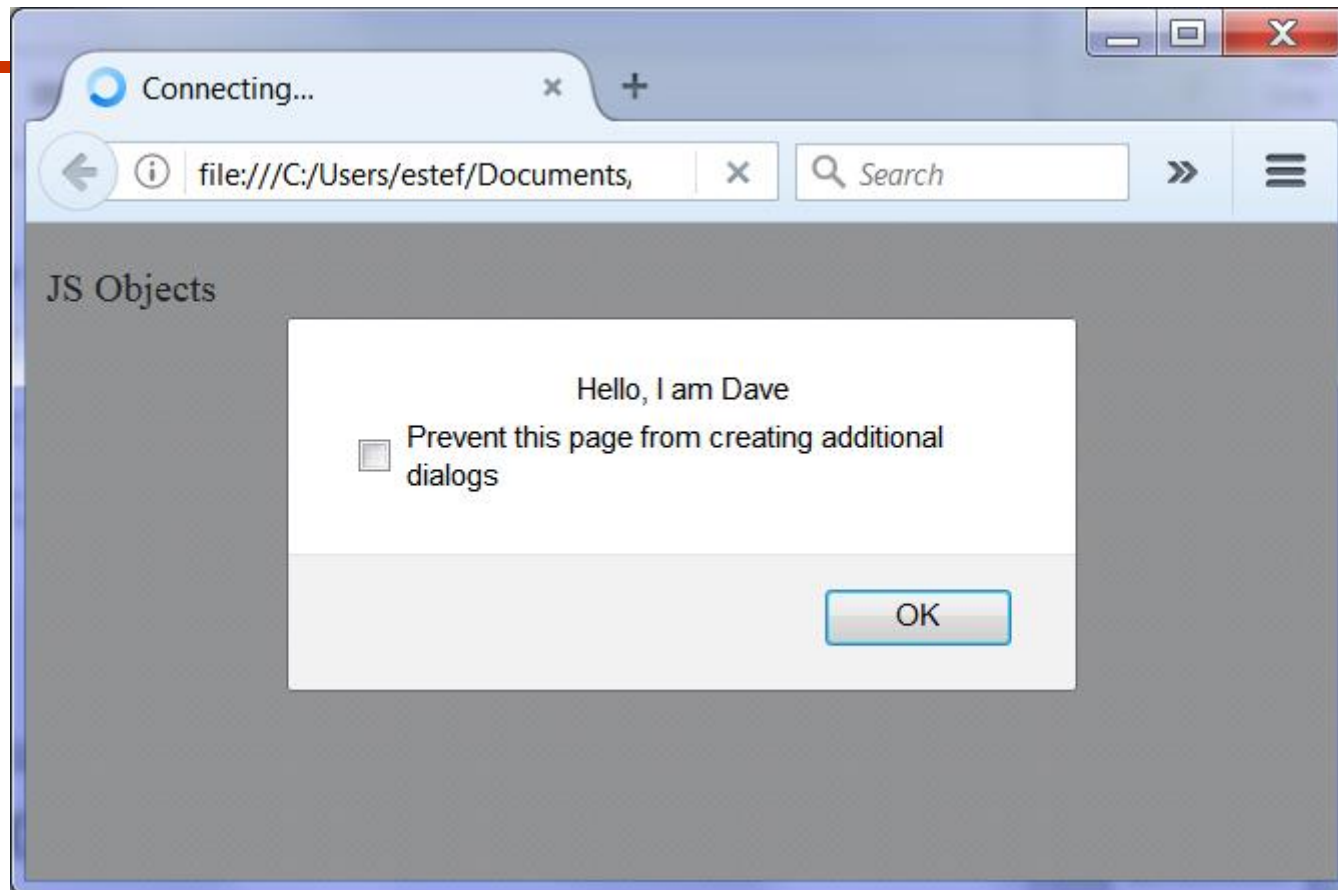 Connecting...
file:///C:/Users/estef/Documents,
Search
JS Objects
Hello, I am Dave
Prevent this page from creating additional
dialogs
OK